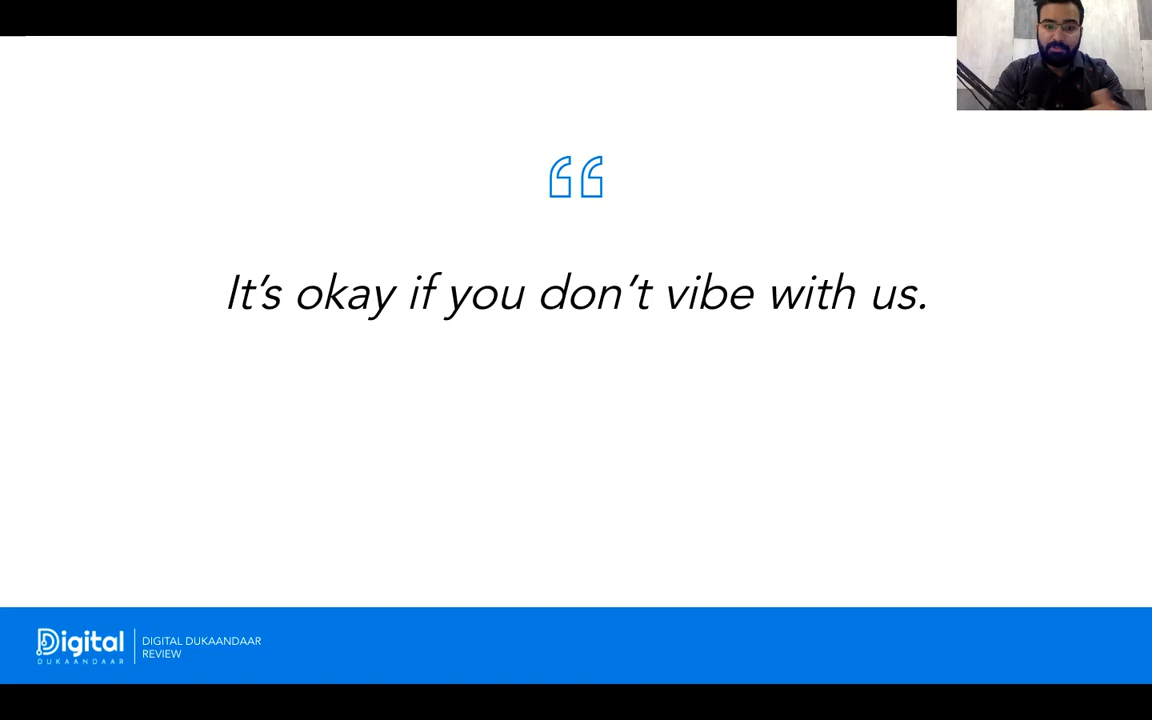 It's okay if you don't vibe with us.
Digital
DUKAANDAAR
DIGITAL DUKAANDAAR
REVIEW